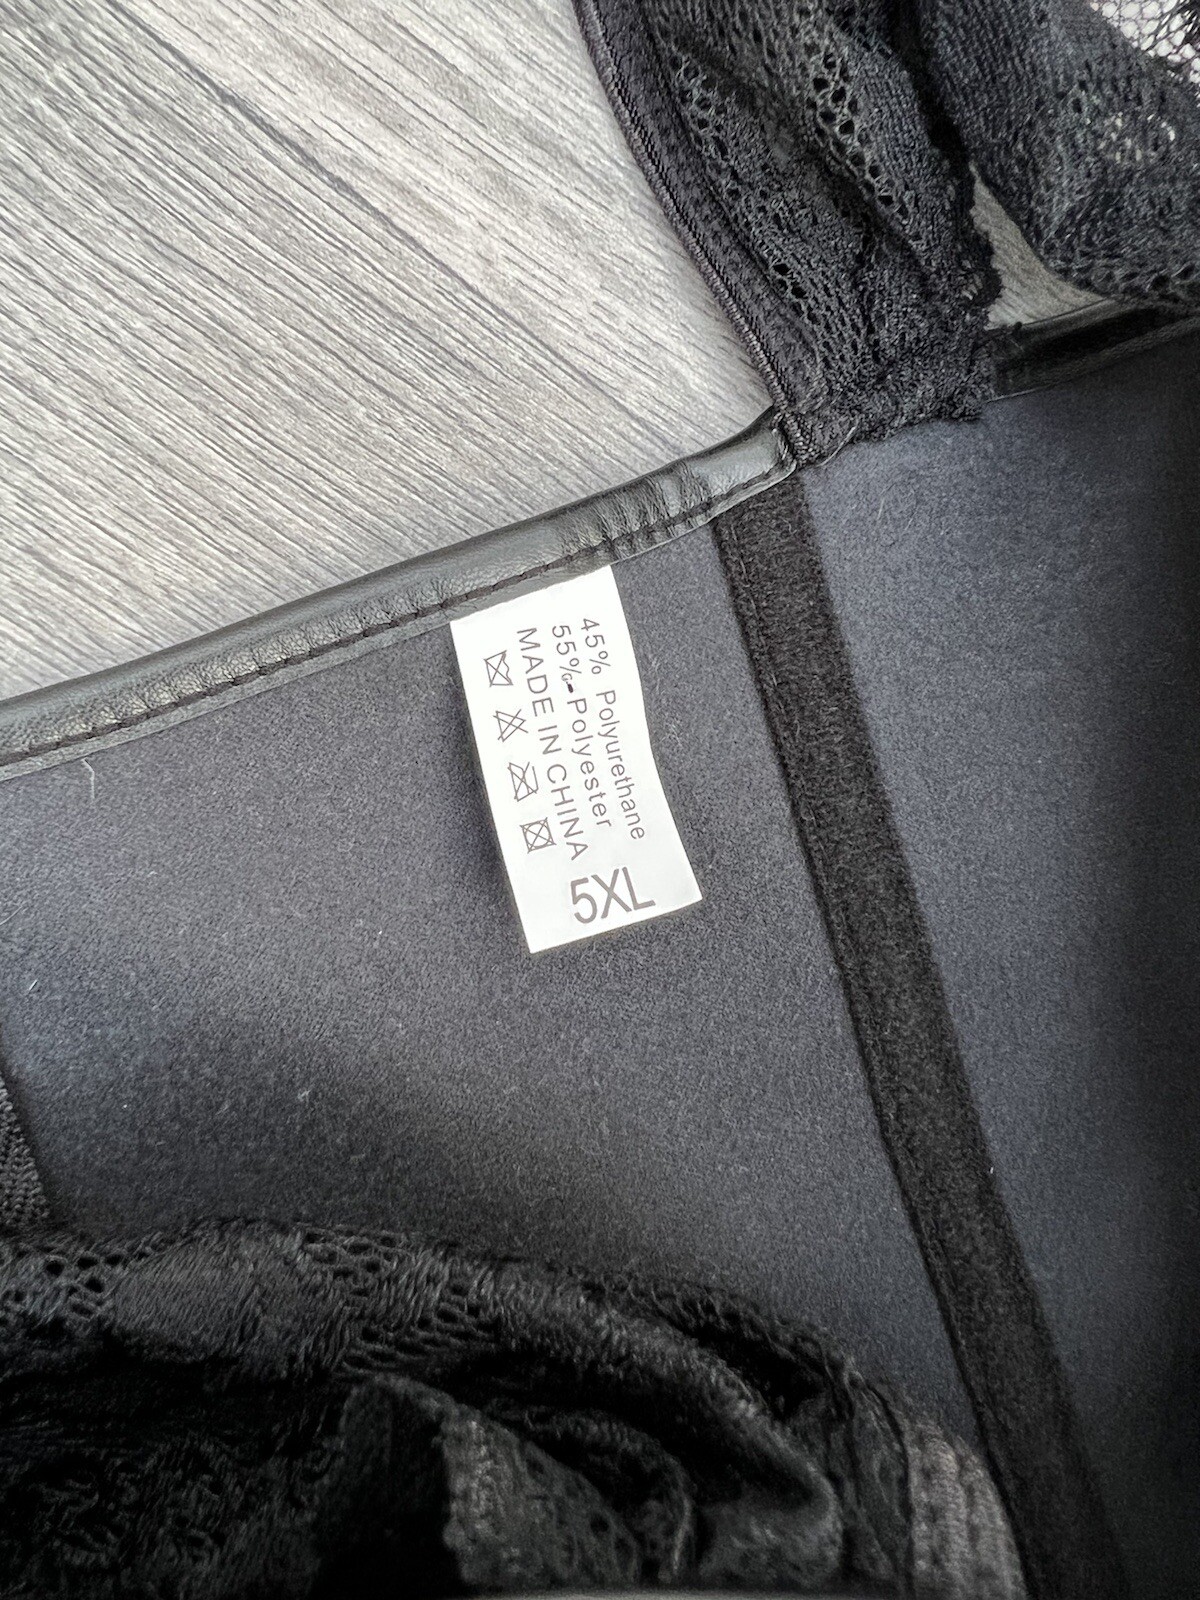 45% Polyurethane
55% Polyester
MADE IN CHINA
5XL